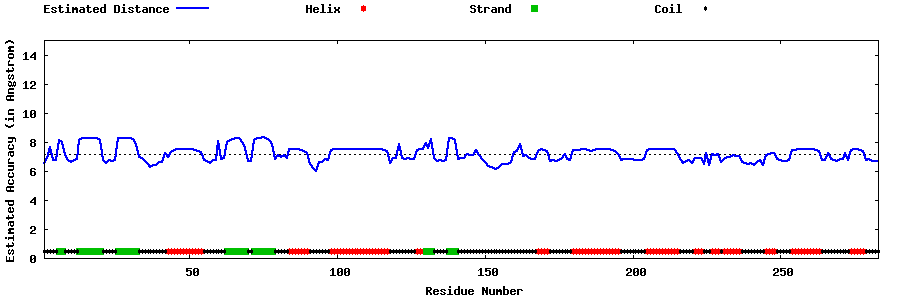 Estimated Distance Helix Strand Coil
Estimated Accuracy (in Angstrom)
14
12
10
8
6
4
2
0
50 100 150 200 250
Residue Number